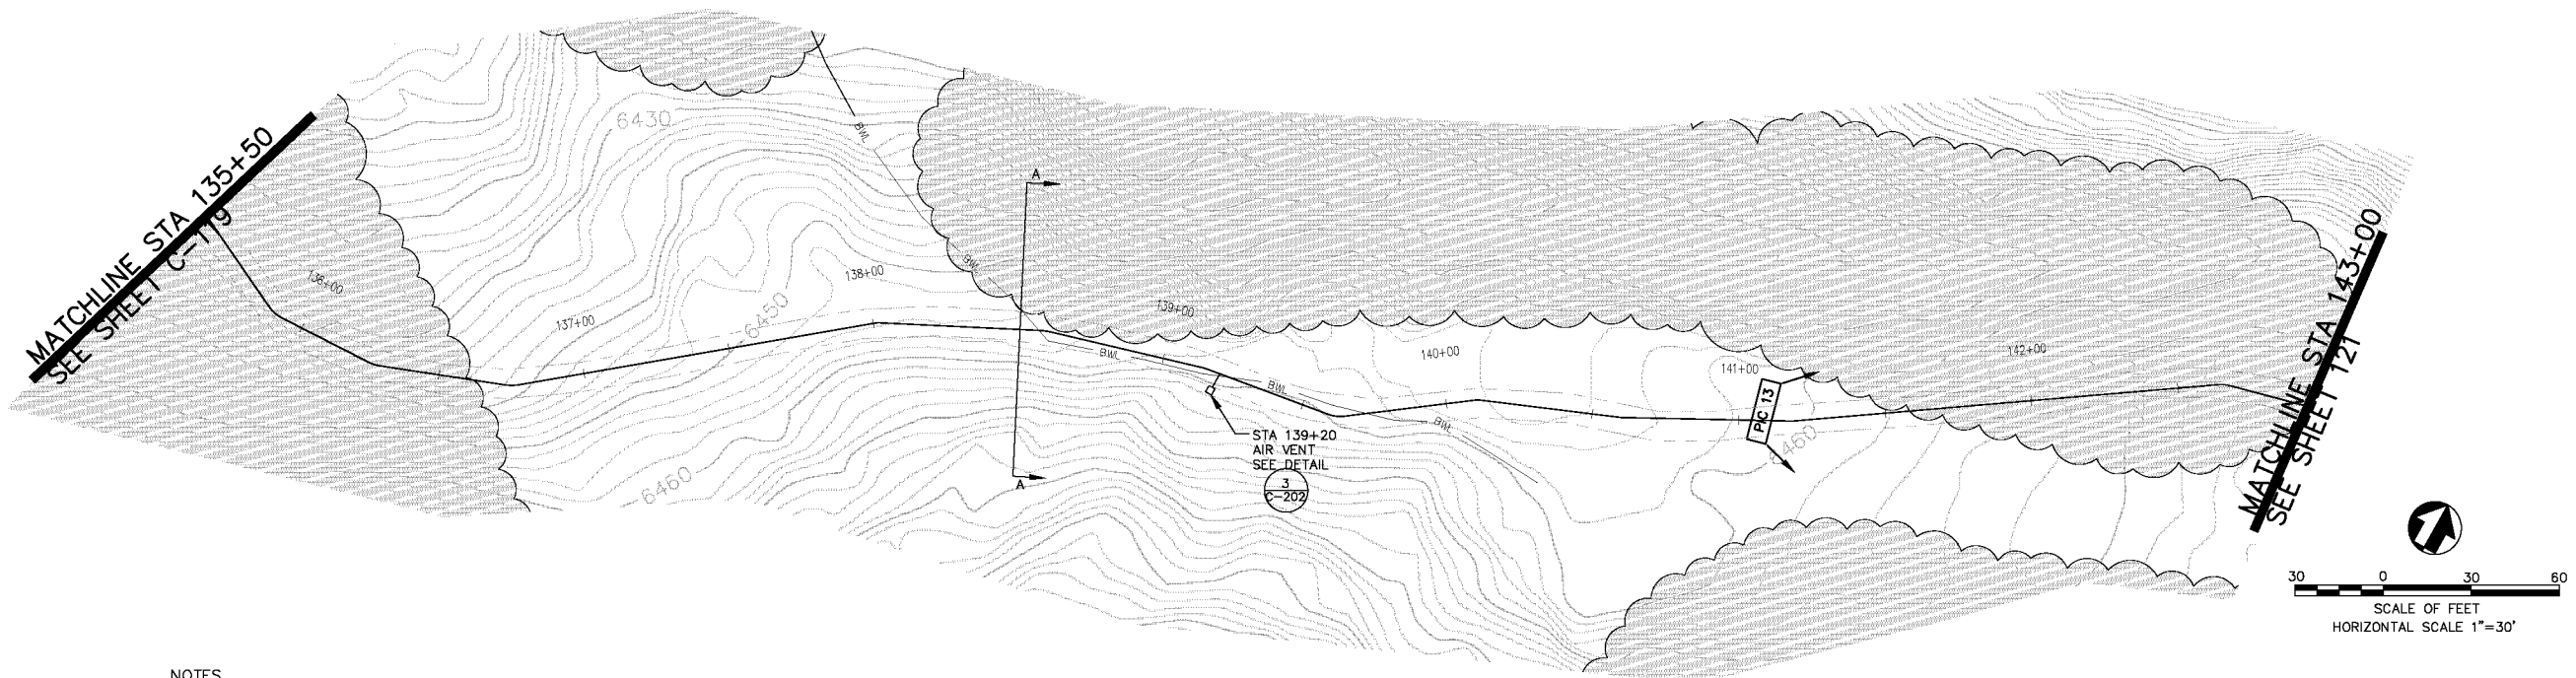 MATCHLINE STA 135+50
SEE SHEET C-119
136+00
137+00
6430
138+00
6450
6460
BWL
BWL
A
A
139+00
BWL
BWL
BWL
STA 139+20
AIR VENT
SEE DETAIL
3
C-202
140+00
141+00
PIC 13
6460
142+00
MATCHLINE STA 143+00
SEE SHEET 121
30 0 30 60
SCALE OF FEET
HORIZONTAL SCALE 1"=30'
NOTES